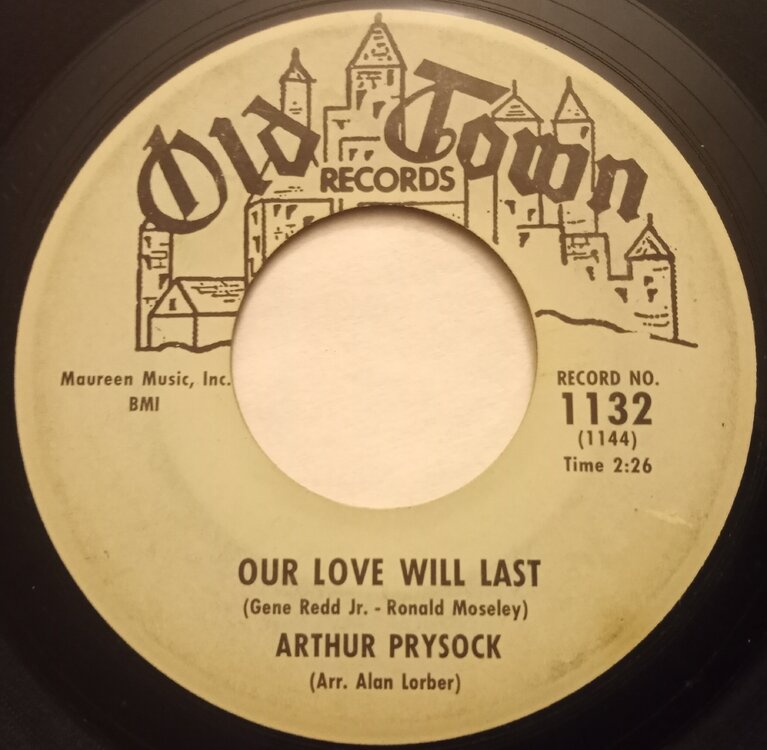 Old Town
RECORDS
Maureen Music, Inc.
BMI
RECORD NO.
1132
(1144)
Time 2:26
OUR LOVE WILL LAST
(Gene Redd Jr. - Ronald Moseley)
ARTHUR PRYSOCK
(Arr. Alan Lorber)